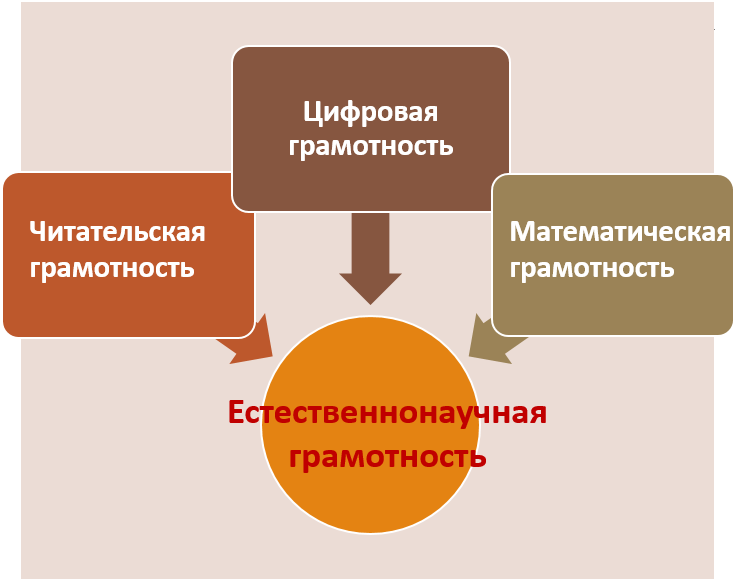 Цифровая
грамотность
Читательская
грамотность
Математическая
грамотность
Естественнонаучная
грамотность